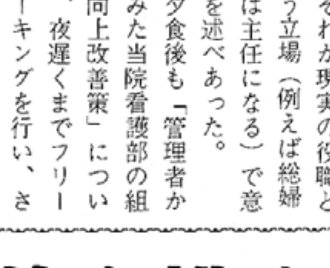 それが現実の役職と
う立場（例えば総婦
は主任になる）で意
を述べあった。
夕食後も「管理者か
みた当院看護部の組
向上改善策」につい
、夜遅くまでフリー
ーキングを行い、さ